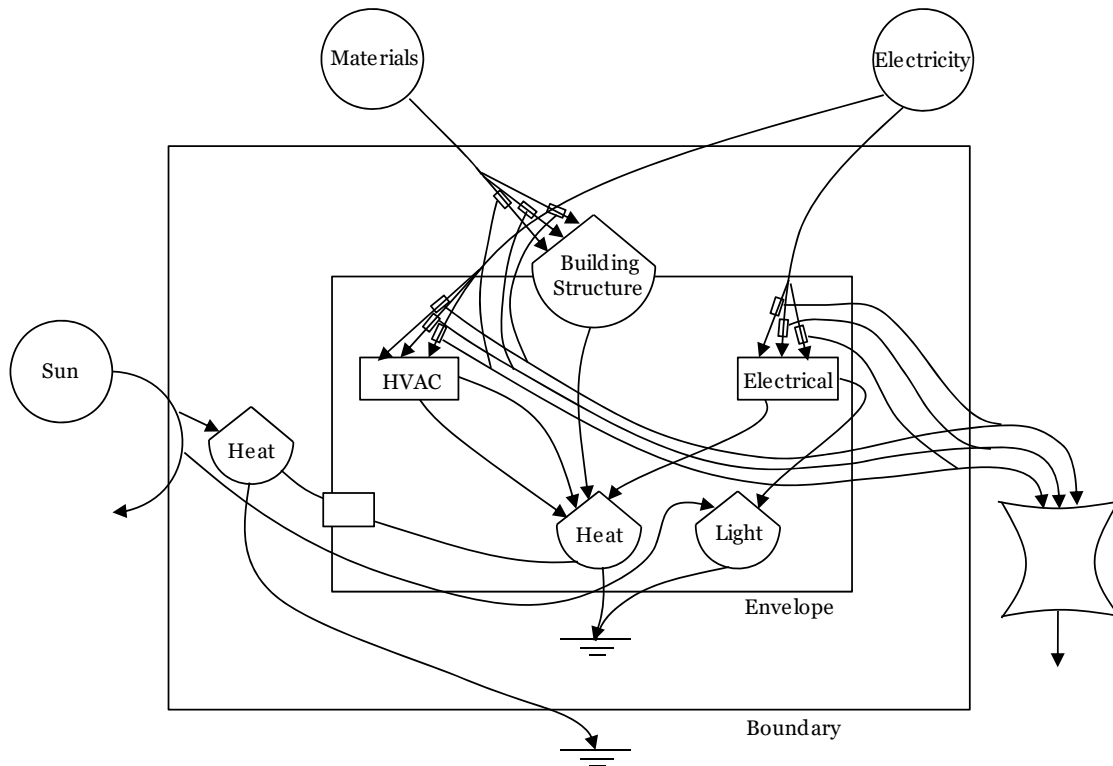 Materials
Electricity
Building
Structure
Sun
HVAC
Electrical
Heat
Heat
Light
Envelope
Boundary